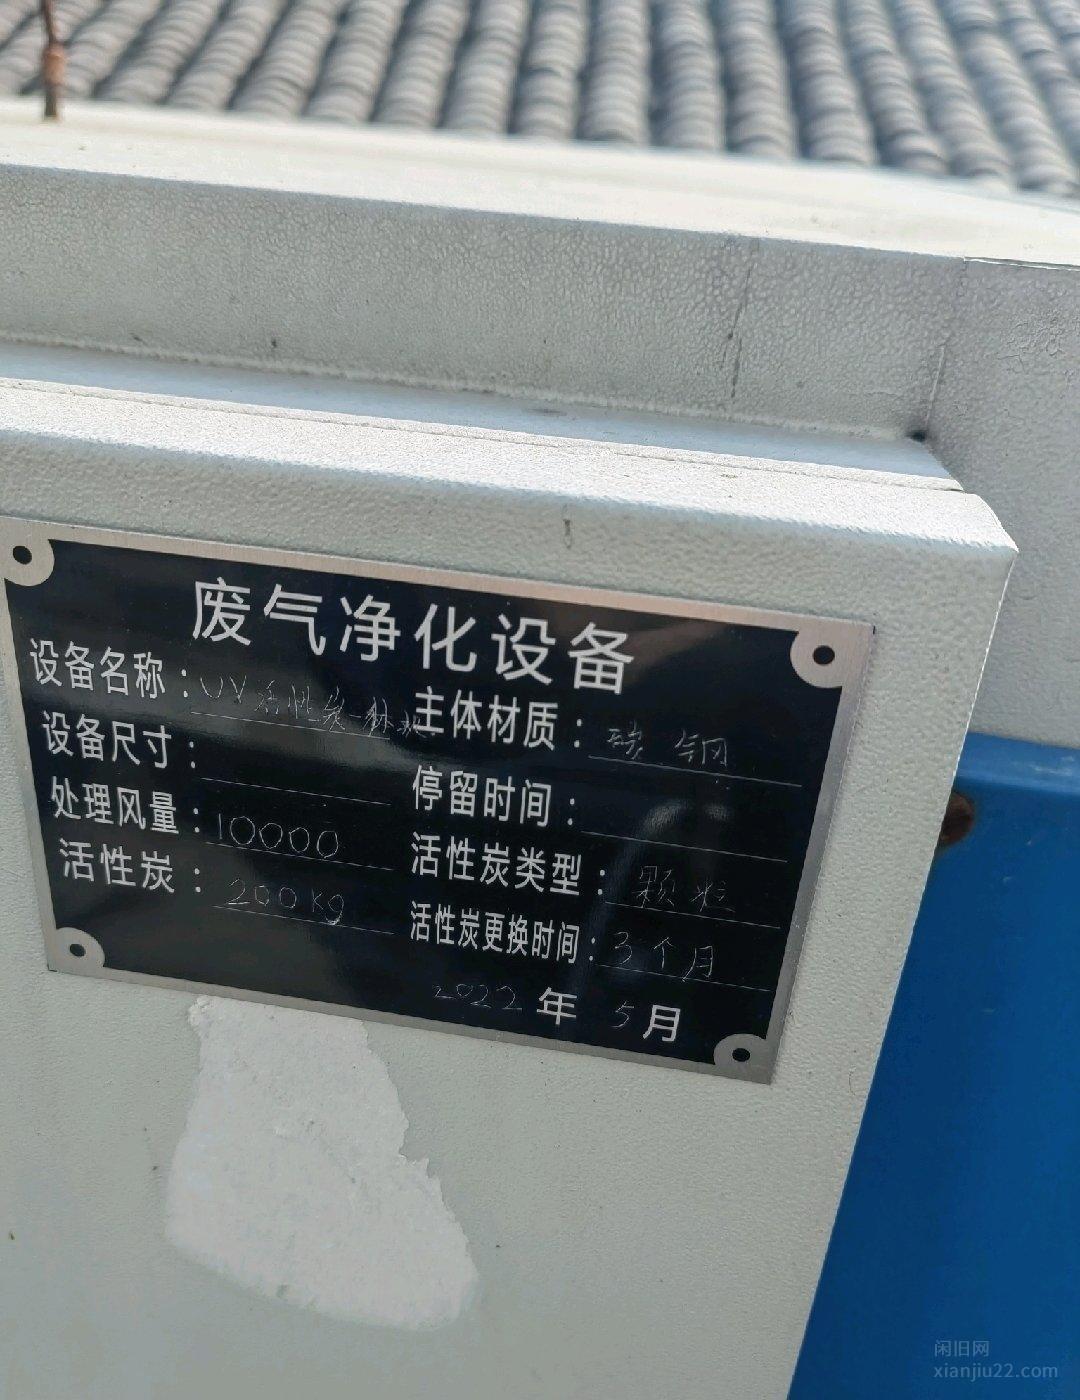 废气净化设备
设备名称：UV活性炭一体机 主体材质：碳钢
设备尺寸： 停留时间：
处理风量：10000 活性炭类型：颗粒
活性炭：200kg 活性炭更换时间：3个月
2022年5月
闲旧网
xianjiu22.com